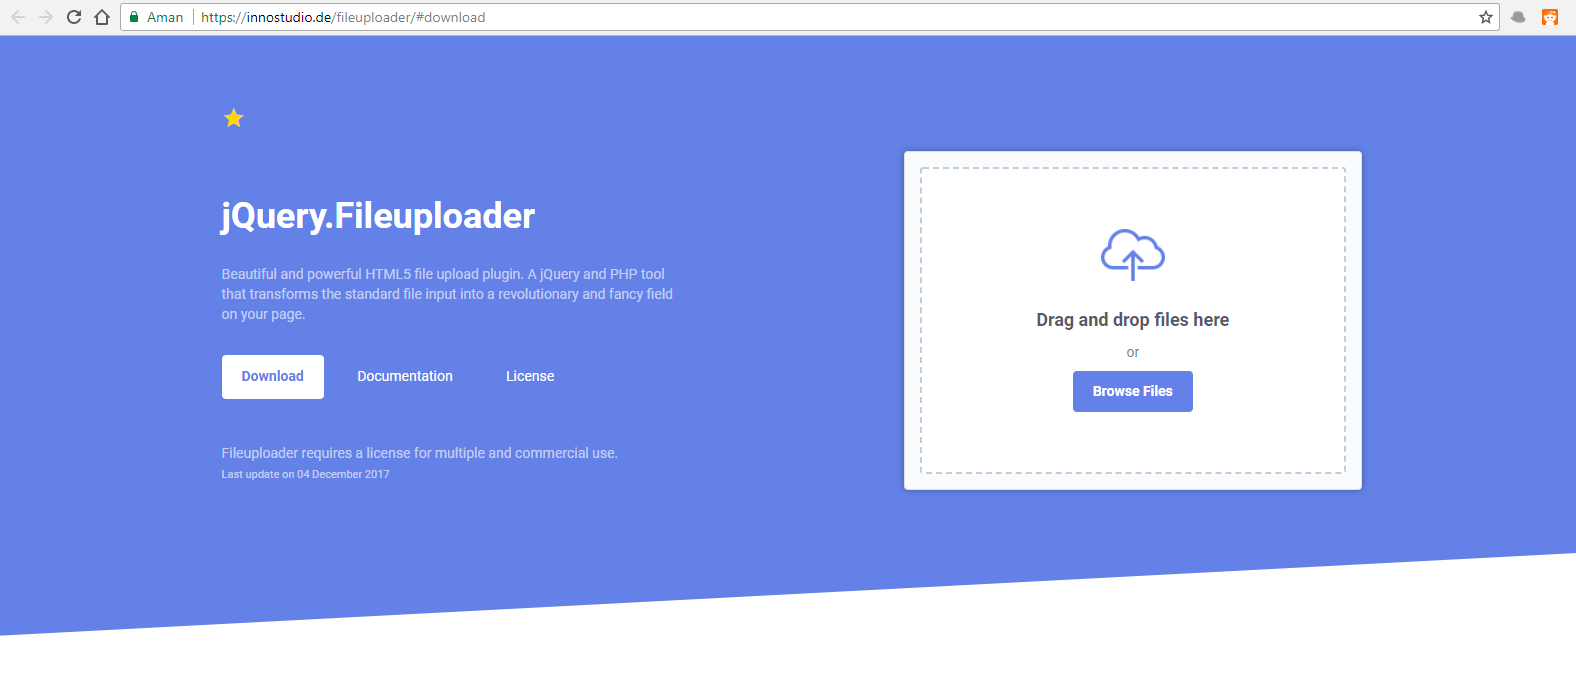 Aman
https://innostudio.de/fileuploader/#download
jQuery.Fileuploader
Beautiful and powerful HTML5 file upload plugin. A jQuery and PHP tool
that transforms the standard file input into a revolutionary and fancy field
on your page.
Download
Documentation
License
Fileuploader requires a license for multiple and commercial use.
Last update on 04 December 2017
Drag and drop files here
or
Browse Files